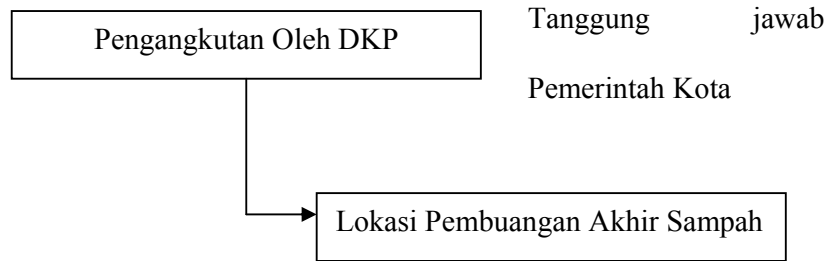 Pengangkutan Oleh DKP
Tanggung jawab
Pemerintah Kota
Lokasi Pembuangan Akhir Sampah